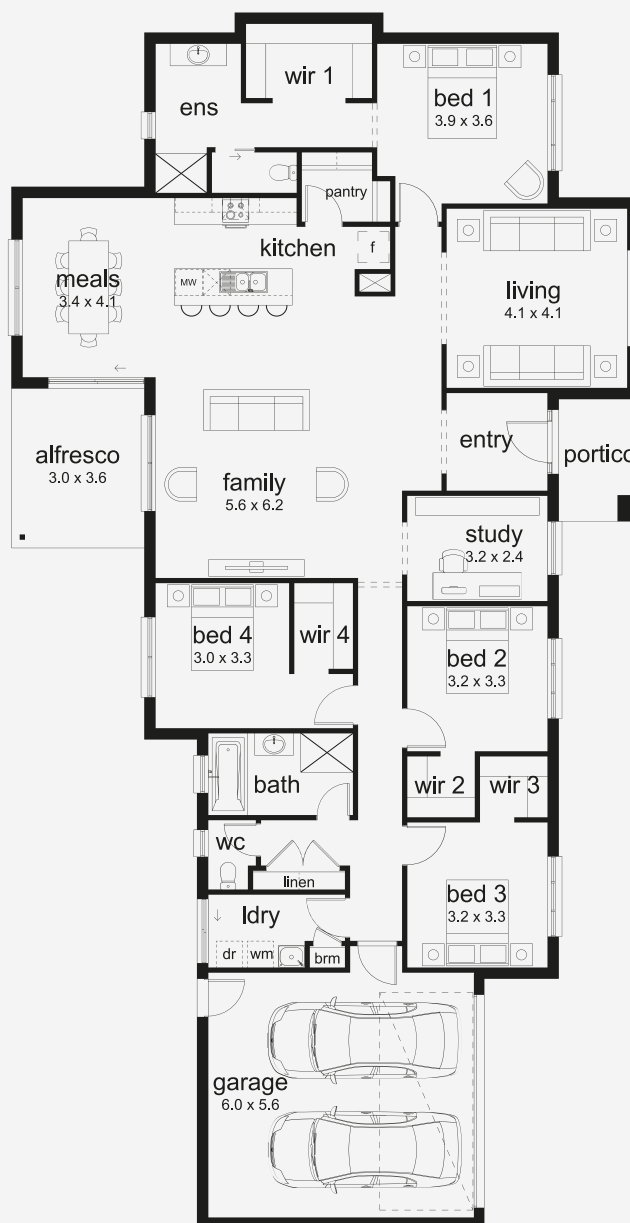 wir 1
bed 1
3.9 x 3.6
ens
pantry
kitchen
f
meals
3.4 x 4.1
MW
living
4.1 x 4.1
entry
portico
alfresco
3.0 x 3.6
family
5.6 x 6.2
study
3.2 x 2.4
bed 4
3.0 x 3.3
wir 4
bed 2
3.2 x 3.3
bath
wir 2
wir 3
wc
linen
bed 3
3.2 x 3.3
ldry
dr
wm
brm
garage
6.0 x 5.6